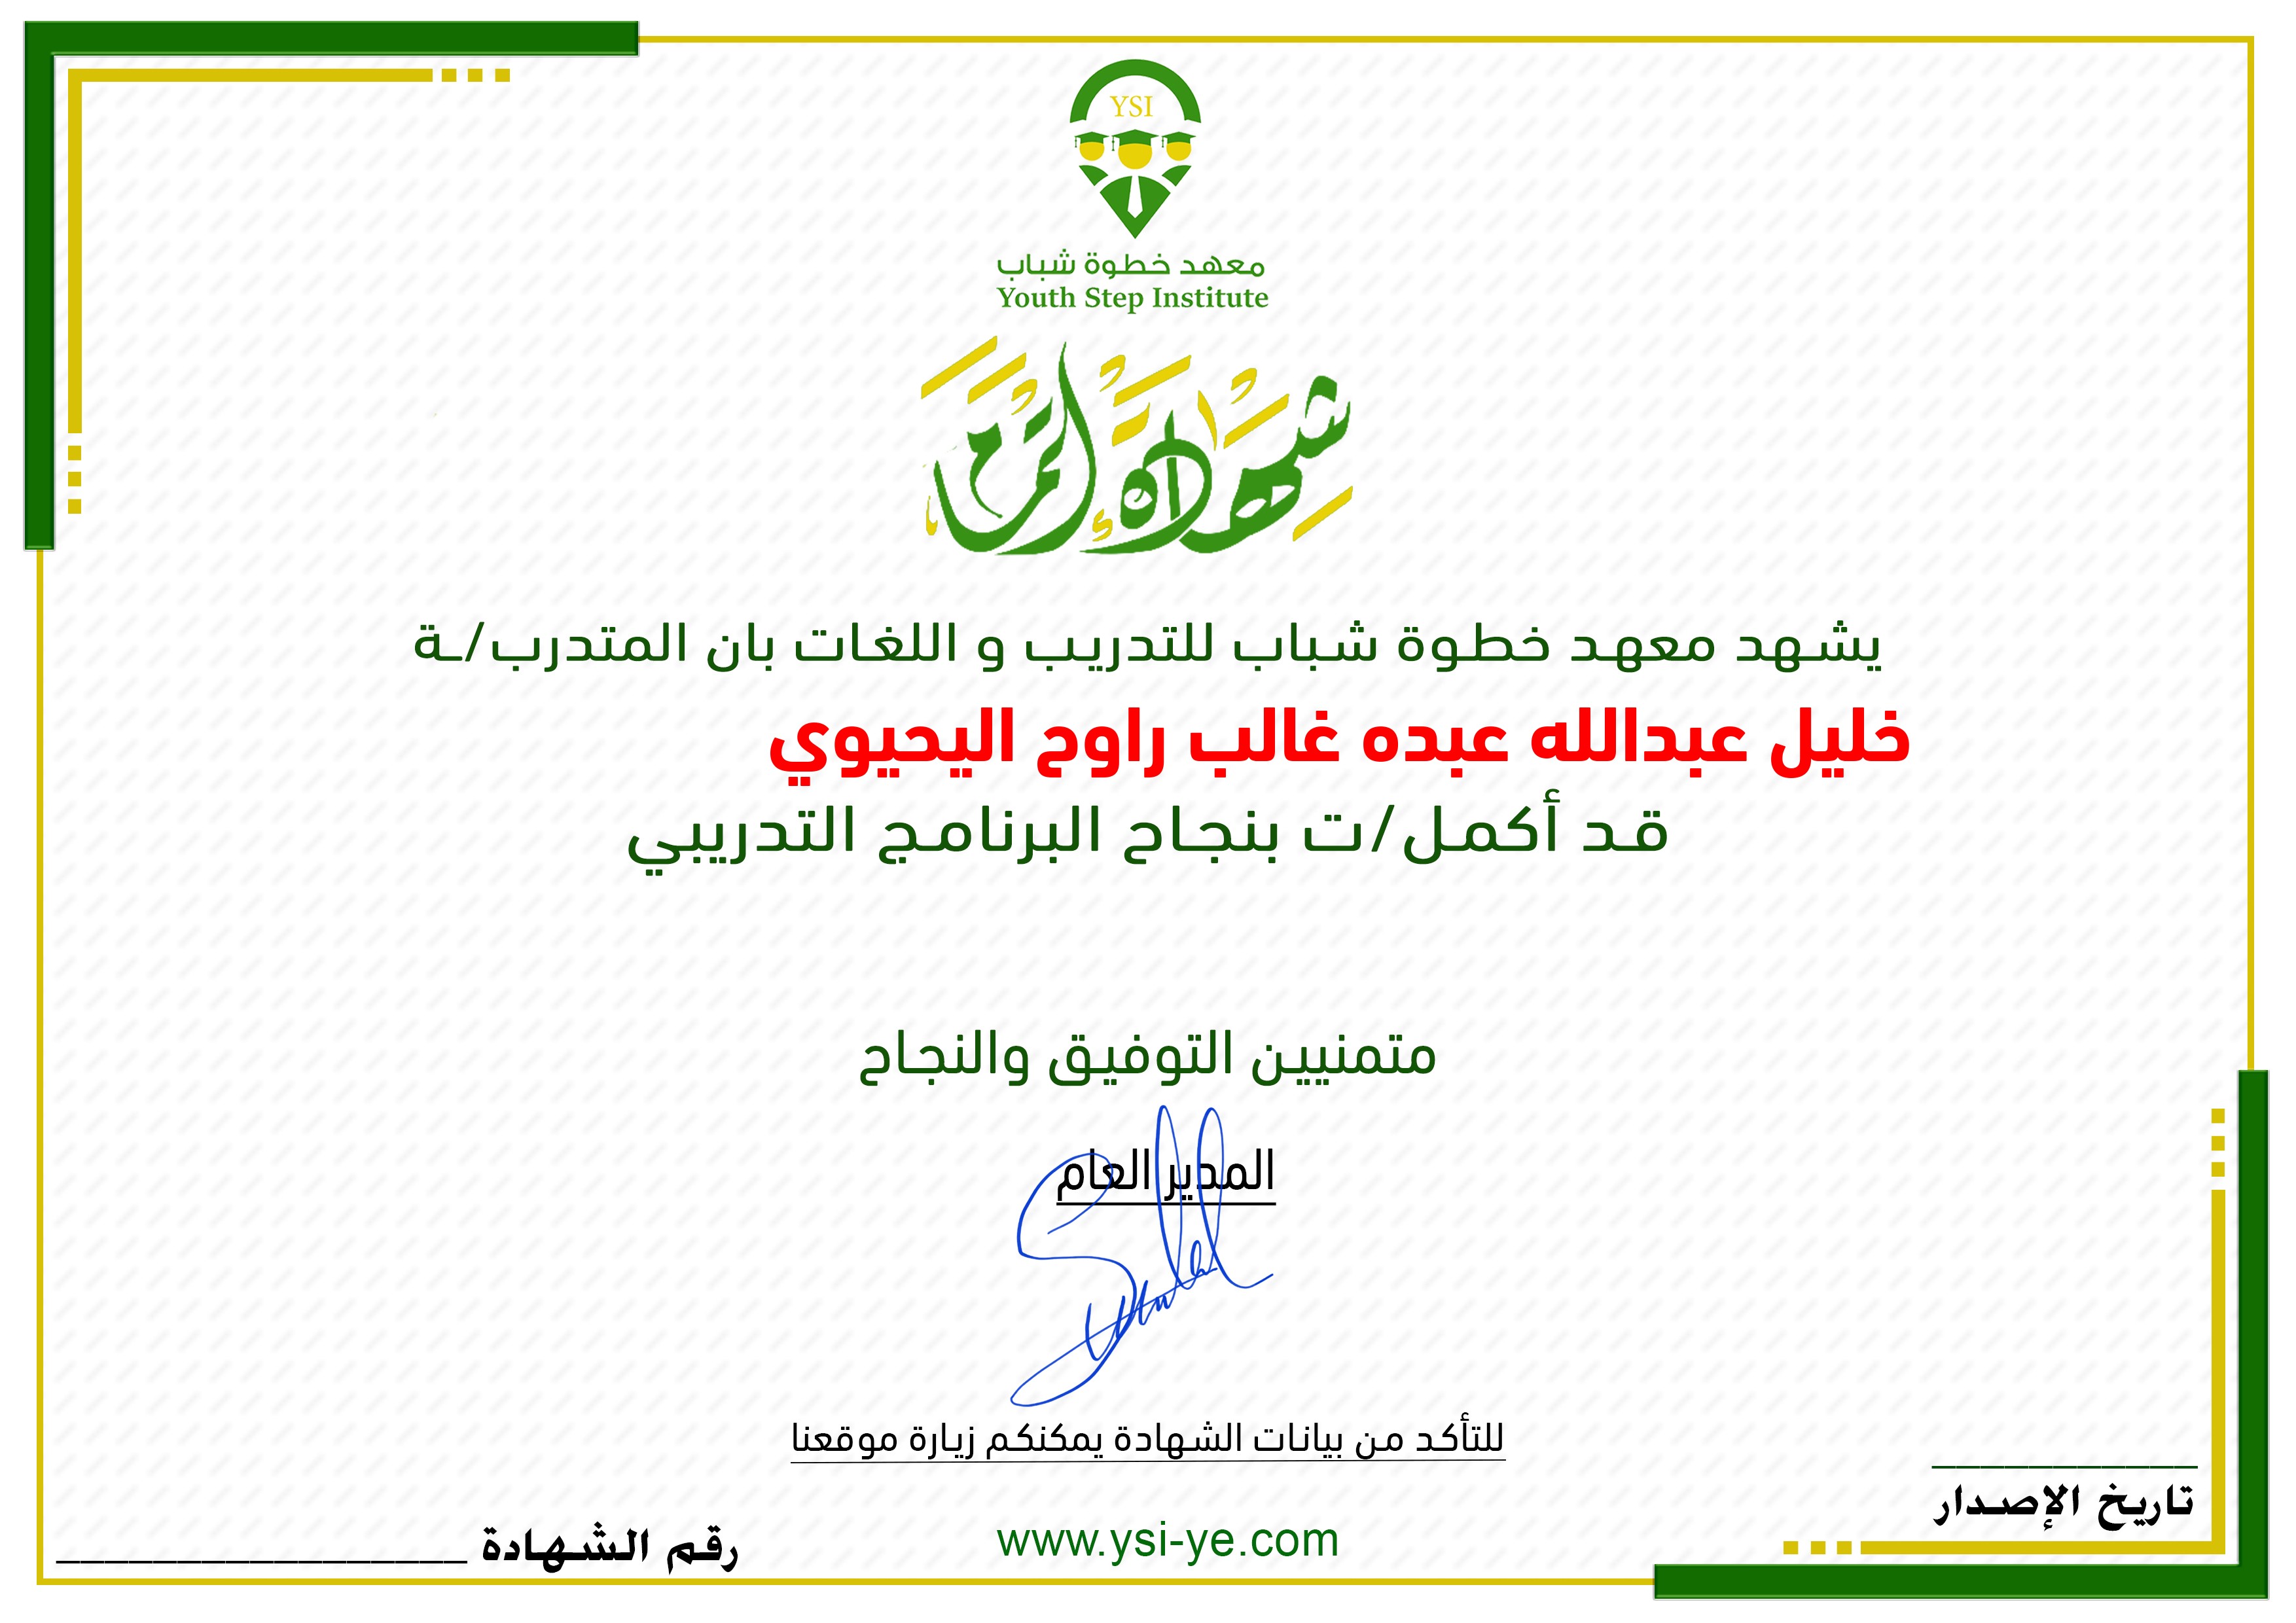 YSI
معهد خطوة شباب
Youth Step Institute
شهادة إتمام
يشهد معهد خطوة شباب للتدريب و اللغات بان المتدرب/ـة
خليل عبدالله عبده غالب راوح اليحيوي
قد أكمل/ت بنجاح البرنامج التدريبي
متمنيين التوفيق والنجاح
المدير العام
للتأكد من بيانات الشهادة يمكنكم زيارة موقعنا
تاريخ الإصدار
www.ysi-ye.com
رقم الشهادة